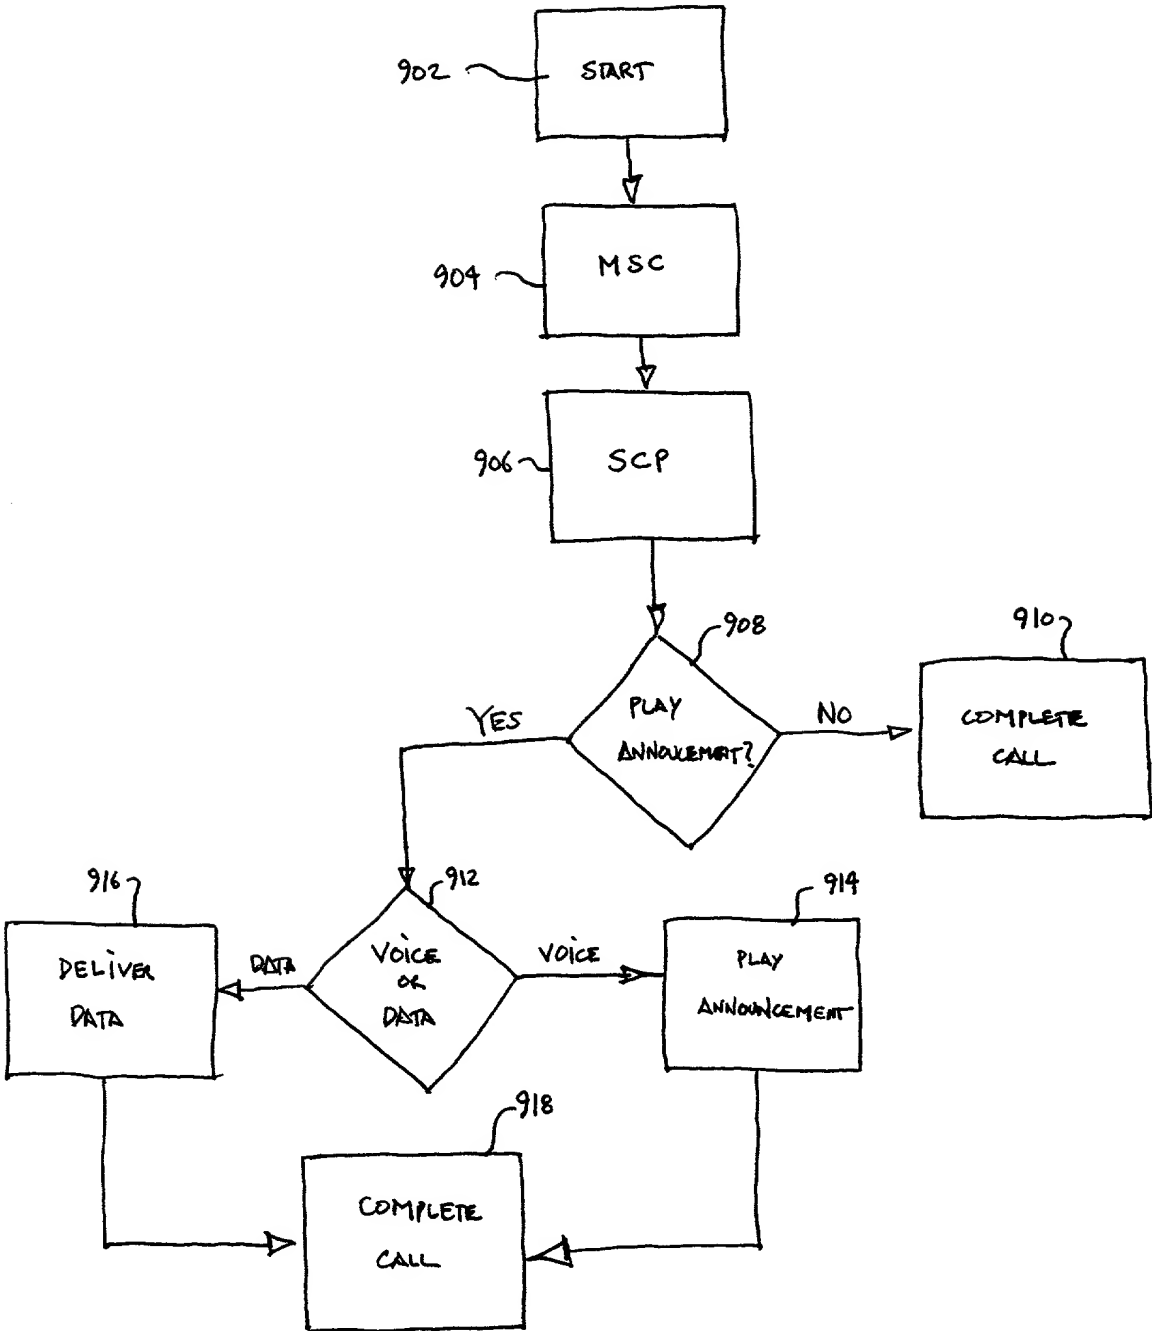 902
START
904
MSC
906
SCP
908
910
YES
PLAY
ANNOUCEMENT?
NO
COMPLETE
CALL
916
912
914
DELIVER
DATA
DATA
VOICE
OR
DATA
VOICE
PLAY
ANNOUNCEMENT
918
COMPLETE
CALL